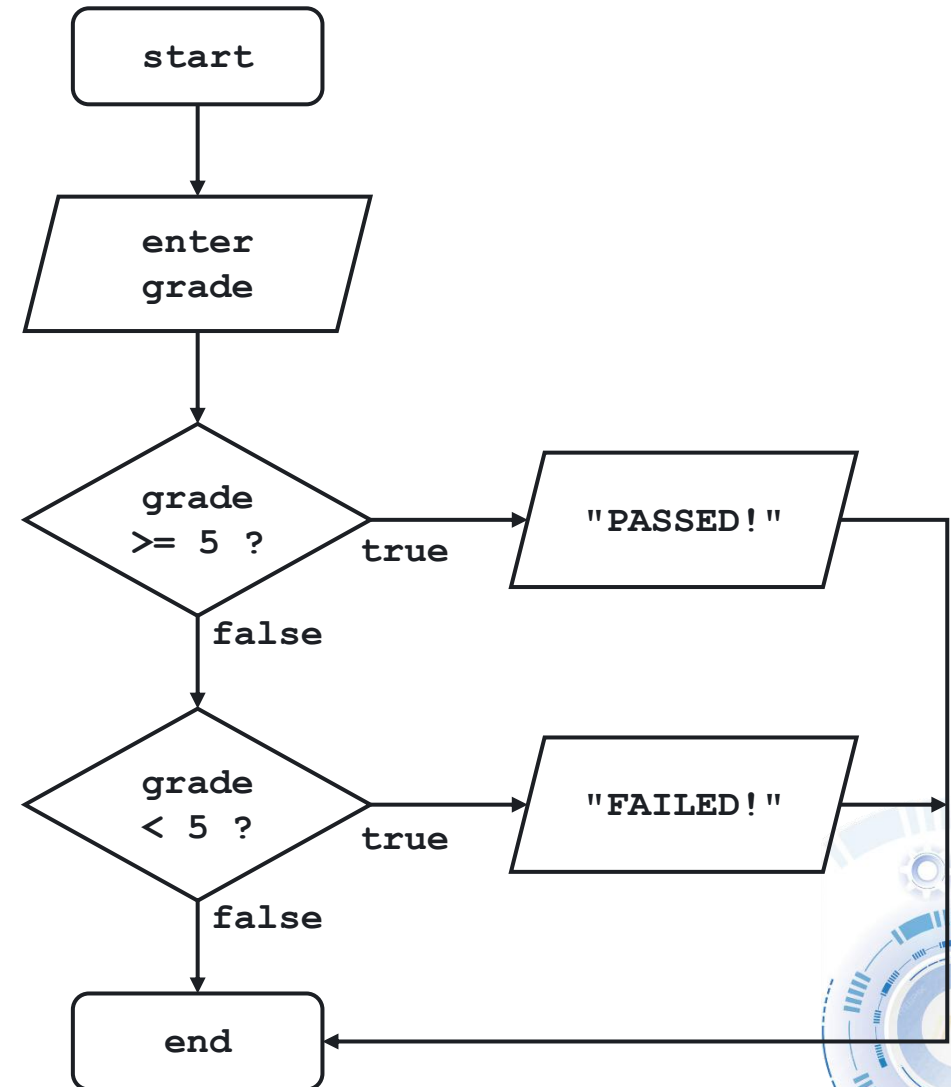 start
enter
grade
grade
>= 5 ?
true
"PASSED!"
false
grade
< 5 ?
true
"FAILED!"
false
end